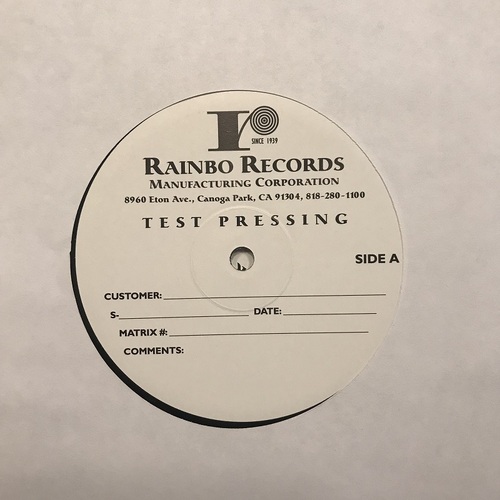 r
SINCE 1939
RAINBO RECORDS
MANUFACTURING CORPORATION
8960 Eton Ave., Canoga Park, CA 91304, 818-280-1100
TEST PRESSING
SIDE A
CUSTOMER:
S- DATE:
MATRIX #:
COMMENTS: